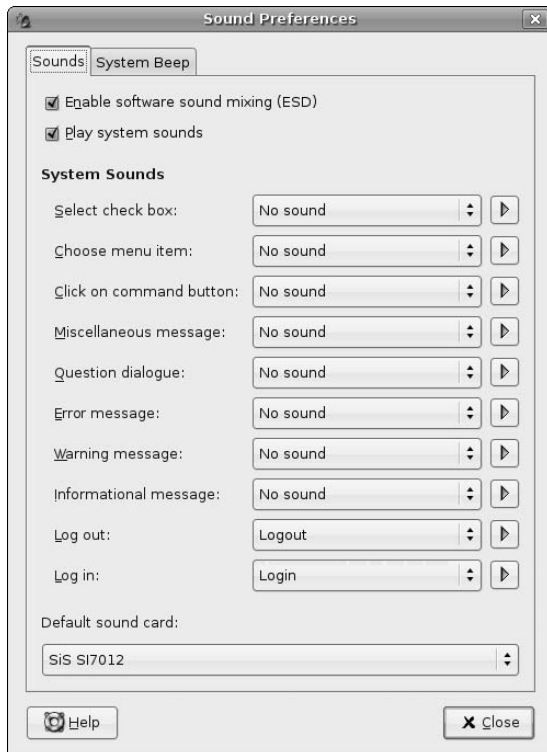 Sound Preferences
Sounds System Beep
Enable software sound mixing (ESD)
Play system sounds
System Sounds
Select check box: No sound
Choose menu item: No sound
Click on command button: No sound
Miscellaneous message: No sound
Question dialogue: No sound
Error message: No sound
Warning message: No sound
Informational message: No sound
Log out: Logout
Log in: Login
Default sound card:
SiS SI7012
Help Close